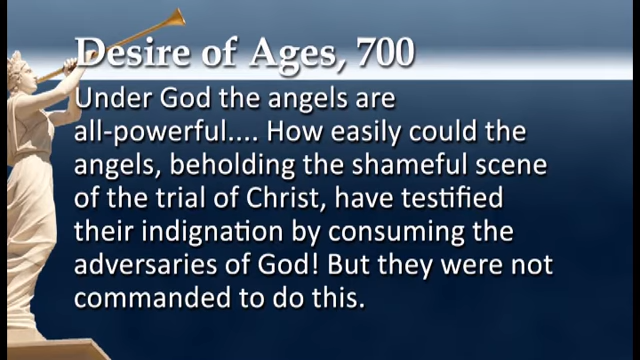 Desire of Ages, 700
Under God the angels are
all-powerful.... How easily could the
angels, beholding the shameful scene
of the trial of Christ, have testified
their indignation by consuming the
adversaries of God! But they were not
commanded to do this.